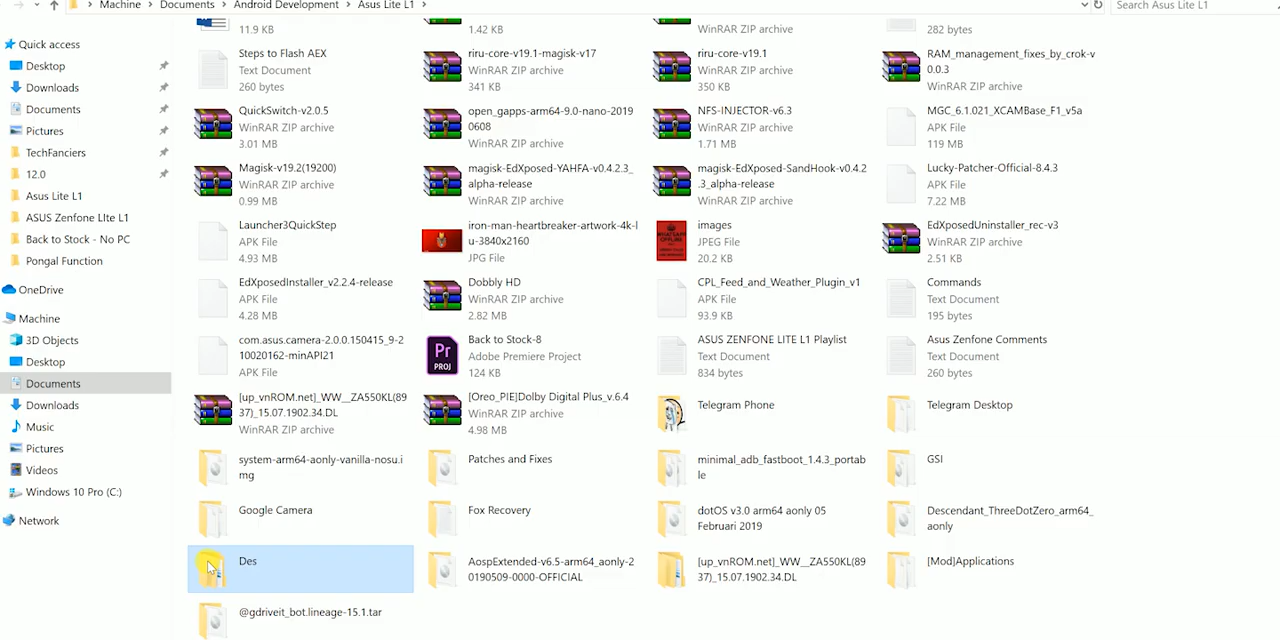 Machine > Documents > Android Development > Asus Lite L1 >
Search Asus Lite L1
Quick access
Desktop
Downloads
Documents
Pictures
TechFanciers
12.0
Asus Lite L1
ASUS Zenfone LIte L1
Back to Stock - No PC
Pongal Function
OneDrive
Machine
3D Objects
Desktop
Documents
Downloads
Music
Pictures
Videos
Windows 10 Pro (C:)
Network
11.9 KB
1.42 KB
WinRAR ZIP archive
282 bytes
Steps to Flash AEX
Text Document
260 bytes
riru-core-v19.1-magisk-v17
WinRAR ZIP archive
341 KB
riru-core-v19.1
WinRAR ZIP archive
350 KB
RAM_management_fixes_by_crok-v
0.0.3
WinRAR ZIP archive
QuickSwitch-v2.0.5
WinRAR ZIP archive
3.01 MB
open_gapps-arm64-9.0-nano-2019
0608
WinRAR ZIP archive
NFS-INJECTOR-v6.3
WinRAR ZIP archive
1.71 MB
MGC_6.1.021_XCAMBase_F1_v5a
APK File
119 MB
Magisk-v19.2(19200)
WinRAR ZIP archive
0.99 MB
magisk-EdXposed-YAHFA-v0.4.2.3_
alpha-release
WinRAR ZIP archive
magisk-EdXposed-SandHook-v0.4.2
.3_alpha-release
WinRAR ZIP archive
Lucky-Patcher-Official-8.4.3
APK File
7.22 MB
Launcher3QuickStep
APK File
4.93 MB
iron-man-heartbreaker-artwork-4k-l
u-3840x2160
JPG File
images
JPEG File
20.2 KB
EdXposedUninstaller_rec-v3
WinRAR ZIP archive
2.51 KB
EdXposedInstaller_v2.2.4-release
APK File
4.28 MB
Dobbly HD
WinRAR ZIP archive
2.82 MB
CPL_Feed_and_Weather_Plugin_v1
APK File
93.9 KB
Commands
Text Document
195 bytes
com.asus.camera-2.0.0.150415_9-2
210020162-minAPI21
APK File
Pr
PROJ
Back to Stock-8
Adobe Premiere Project
124 KB
ASUS ZENFONE LITE L1 Playlist
Text Document
834 bytes
Asus Zenfone Comments
Text Document
260 bytes
[up_vnROM.net]_WW__ZA550KL(89
37)_15.07.1902.34.DL
WinRAR ZIP archive
[Oreo_PIE]Dolby Digital Plus_v.6.4
WinRAR ZIP archive
4.98 MB
Telegram Phone
Telegram Desktop
system-arm64-aonly-vanilla-nosu.i
mg
Patches and Fixes
minimal_adb_fastboot_1.4.3_portab
le
GSI
Google Camera
Fox Recovery
dotOS v3.0 arm64 aonly 05
Februari 2019
Descendant_ThreeDotZero_arm64_
aonly
Des
AospExtended-v6.5-arm64_aonly-2
0190509-0000-OFFICIAL
[up_vnROM.net]_WW__ZA550KL(89
37)_15.07.1902.34.DL
[Mod]Applications
@gdriveit_bot.lineage-15.1.tar